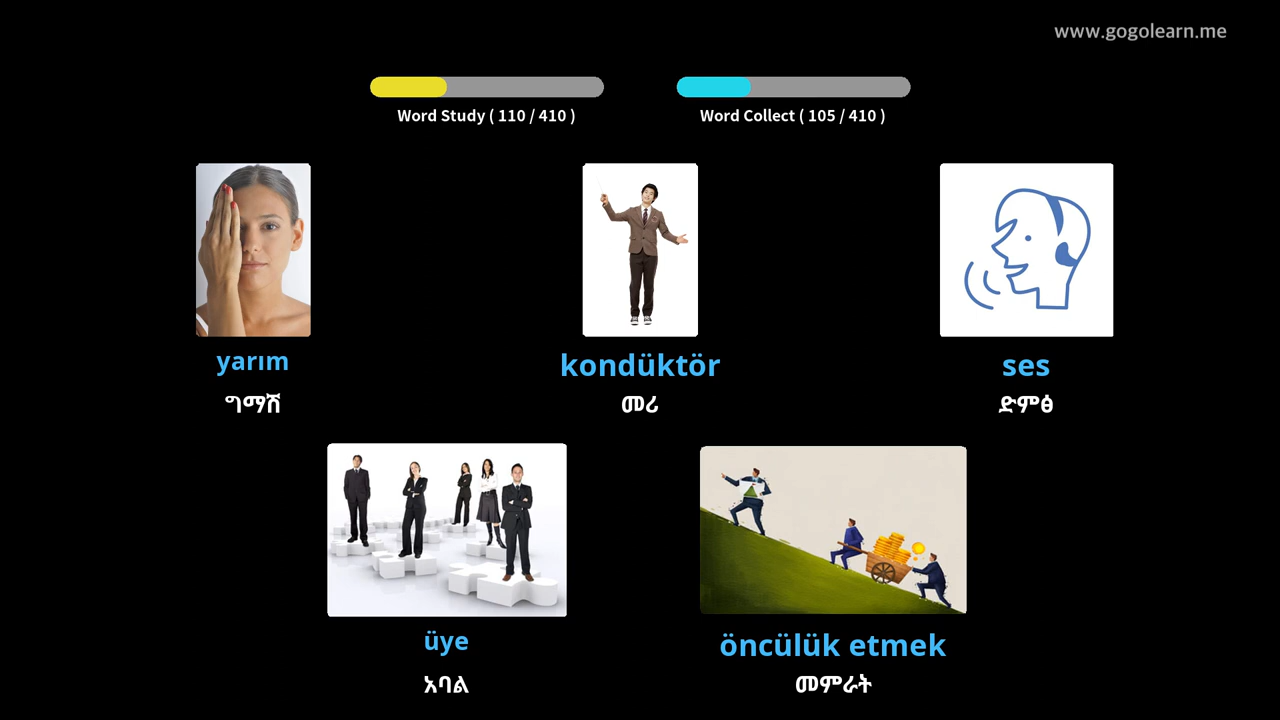 www.gogolearn.me
Word Study ( 110 / 410 )
Word Collect ( 105 / 410 )
yarım
ግማሽ
kondüktör
መሪ
ses
ድምፅ
üye
አባል
öncülük etmek
መምራት